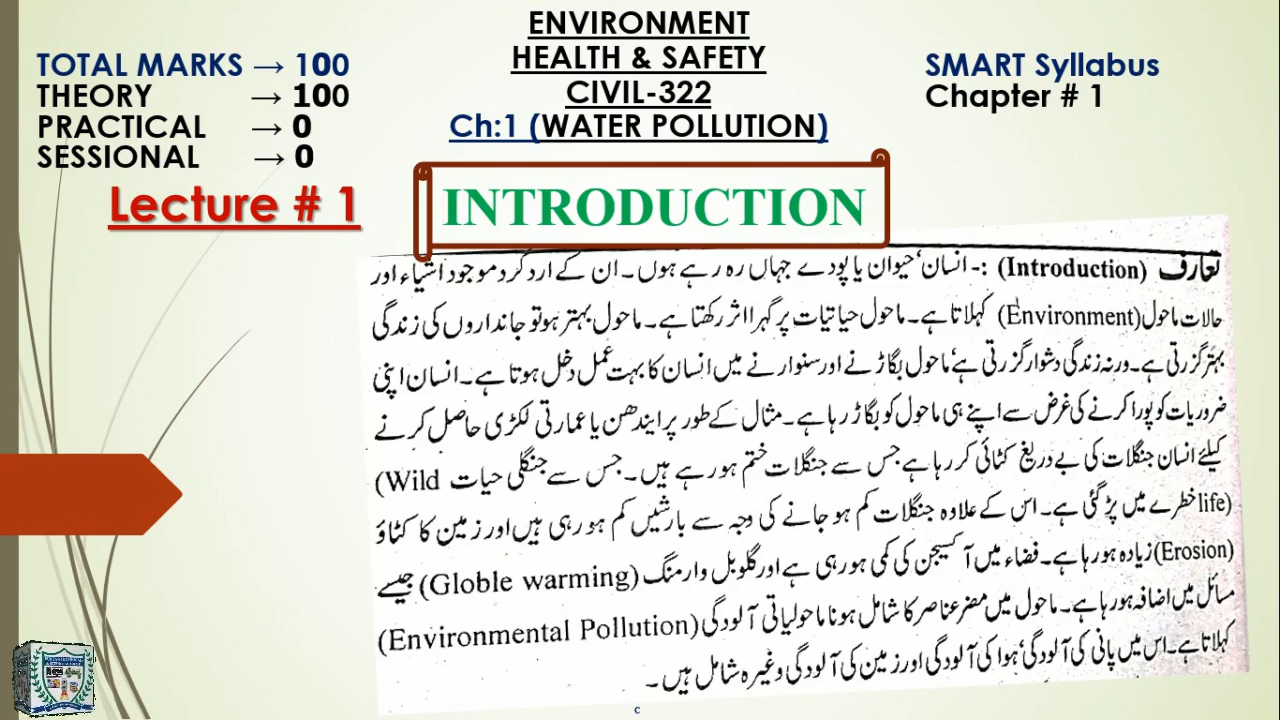 ENVIRONMENT
HEALTH & SAFETY
CIVIL-322
Ch:1 (WATER POLLUTION)
TOTAL MARKS → 100
THEORY → 100
PRACTICAL → 0
SESSIONAL → 0
SMART Syllabus
Chapter # 1
Lecture # 1
INTRODUCTION
تعارف (Introduction) :- انسان، حیوان یا پودے جہاں رہ رہے ہوں۔ ان کے ارد گرد موجود اشیاء اور
حالات ماحول (Environment) کہلاتا ہے۔ ماحول حیاتیات پر گہرا اثر رکھتا ہے۔ ماحول بہتر ہو تو جانداروں کی زندگی
بہتر گزرتی ہے۔ ورنہ زندگی دشوار گزرتی ہے، ماحول بگاڑنے اور سنوارنے میں انسان کا بہت عمل دخل ہوتا ہے۔ انسان اپنی
ضروریات کو پورا کرنے کی غرض سے اپنے ہی ماحول کو بگاڑ رہا ہے۔ مثال کے طور پر ایندھن یا عمارتی لکڑی حاصل کرنے
کیلئے انسان جنگلات کی بے دریغ کٹائی کر رہا ہے جس سے جنگلات ختم ہو رہے ہیں۔ جس سے جنگلی حیات (Wild
life) خطرے میں پڑ گئی ہے۔ اس کے علاوہ جنگلات کم ہو جانے کی وجہ سے بارشیں کم ہو رہی ہیں اور زمین کا کٹاؤ
(Erosion) زیادہ ہو رہا ہے۔ فضاء میں آکسیجن کی کمی ہو رہی ہے اور گلوبل وارمنگ (Globle warming) جیسے
مسائل میں اضافہ ہو رہا ہے۔ ماحول میں مضر عناصر کا شامل ہونا ماحولیاتی آلودگی (Environmental Pollution)
کہلاتا ہے۔ اس میں پانی کی آلودگی، ہوا کی آلودگی اور زمین کی آلودگی وغیرہ شامل ہیں۔
c